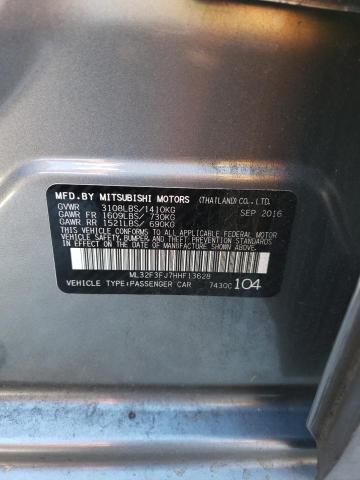 MFD.BY MITSUBISHI MOTORS (THAILAND)CO.,LTD.
GVWR 3108LBS/1410KG SEP 2016
GAWR FR 1609LBS/ 730KG
GAWR RR 1521LBS/ 690KG
THIS VEHICLE CONFORMS TO ALL APPLICABLE FEDERAL MOTOR
VEHICLE SAFETY, BUMPER, AND THEFT PREVENTION STANDARDS
IN EFFECT ON THE DATE OF MANUFACTURE SHOWN ABOVE.
ML32F3FJ7HHF13628
VEHICLE TYPE:PASSENGER CAR 7430C 104